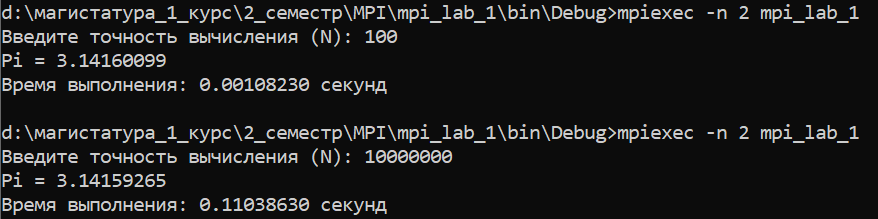 d:\магистатура_1_курс\2_семестр\MPI\mpi_lab_1\bin\Debug>mpiexec -n 2 mpi_lab_1
Введите точность вычисления (N): 100
Pi = 3.14160099
Время выполнения: 0.00108230 секунд
d:\магистатура_1_курс\2_семестр\MPI\mpi_lab_1\bin\Debug>mpiexec -n 2 mpi_lab_1
Введите точность вычисления (N): 10000000
Pi = 3.14159265
Время выполнения: 0.11038630 секунд